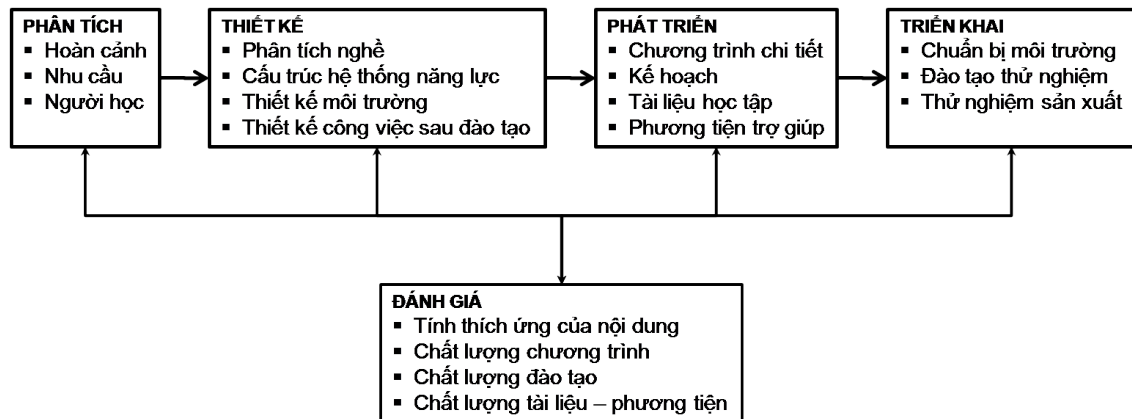 PHÂN TÍCH
▪ Hoàn cảnh
▪ Nhu cầu
▪ Người học
THIẾT KẾ
▪ Phân tích nghề
▪ Cấu trúc hệ thống năng lực
▪ Thiết kế môi trường
▪ Thiết kế công việc sau đào tạo
PHÁT TRIỂN
▪ Chương trình chi tiết
▪ Kế hoạch
▪ Tài liệu học tập
▪ Phương tiện trợ giúp
TRIỂN KHAI
▪ Chuẩn bị môi trường
▪ Đào tạo thử nghiệm
▪ Thử nghiệm sản xuất
ĐÁNH GIÁ
▪ Tính thích ứng của nội dung
▪ Chất lượng chương trình
▪ Chất lượng đào tạo
▪ Chất lượng tài liệu – phương tiện